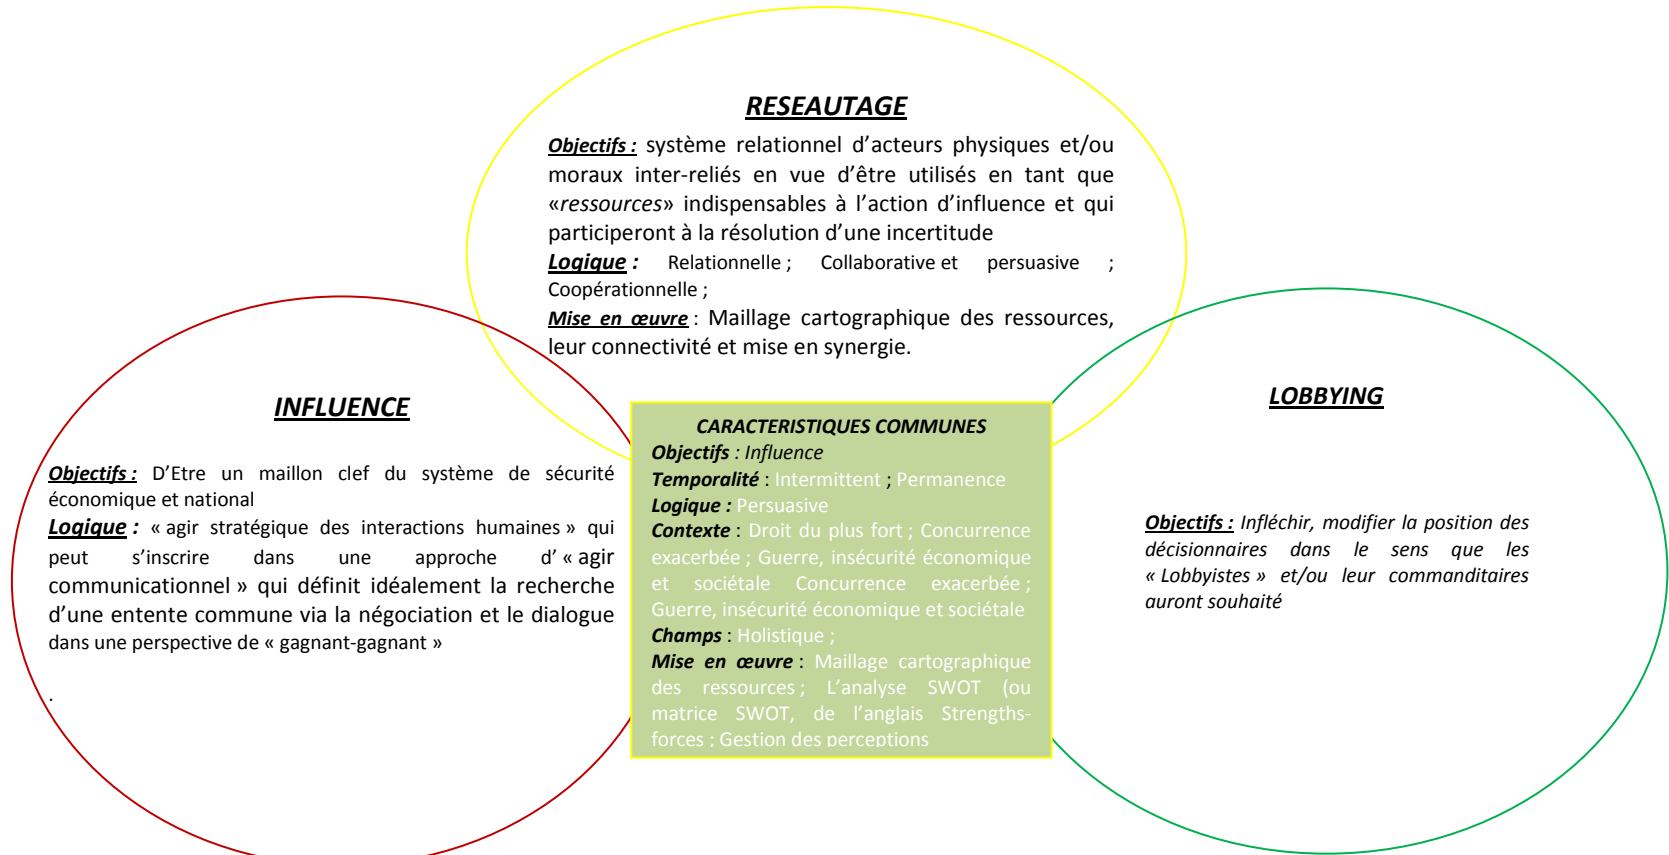 RESEAUTAGE
Objectifs : système relationnel d’acteurs physiques et/ou
moraux inter-reliés en vue d’être utilisés en tant que
«ressources» indispensables à l’action d’influence et qui
participeront à la résolution d’une incertitude
Logique : Relationnelle ; Collaborative et persuasive ;
Coopérationnelle ;
Mise en œuvre : Maillage cartographique des ressources,
leur connectivité et mise en synergie.
INFLUENCE
Objectifs : D’Etre un maillon clef du système de sécurité
économique et national
Logique : « agir stratégique des interactions humaines » qui
peut s’inscrire dans une approche d’ « agir
communicationnel » qui définit idéalement la recherche
d’une entente commune via la négociation et le dialogue
dans une perspective de « gagnant-gagnant »
.
CARACTERISTIQUES COMMUNES
Objectifs : Influence
Temporalité : Intermittent ; Permanence
Logique : Persuasive
Contexte : Droit du plus fort ; Concurrence
exacerbée ; Guerre, insécurité économique
et sociétale Concurrence exacerbée ;
Guerre, insécurité économique et sociétale
Champs : Holistique ;
Mise en œuvre : Maillage cartographique
des ressources ; L’analyse SWOT (ou
matrice SWOT, de l’anglais Strengths-
forces ; Gestion des perceptions
LOBBYING
Objectifs : Infléchir, modifier la position des
décisionnaires dans le sens que les
« Lobbyistes » et/ou leur commanditaires
auront souhaité